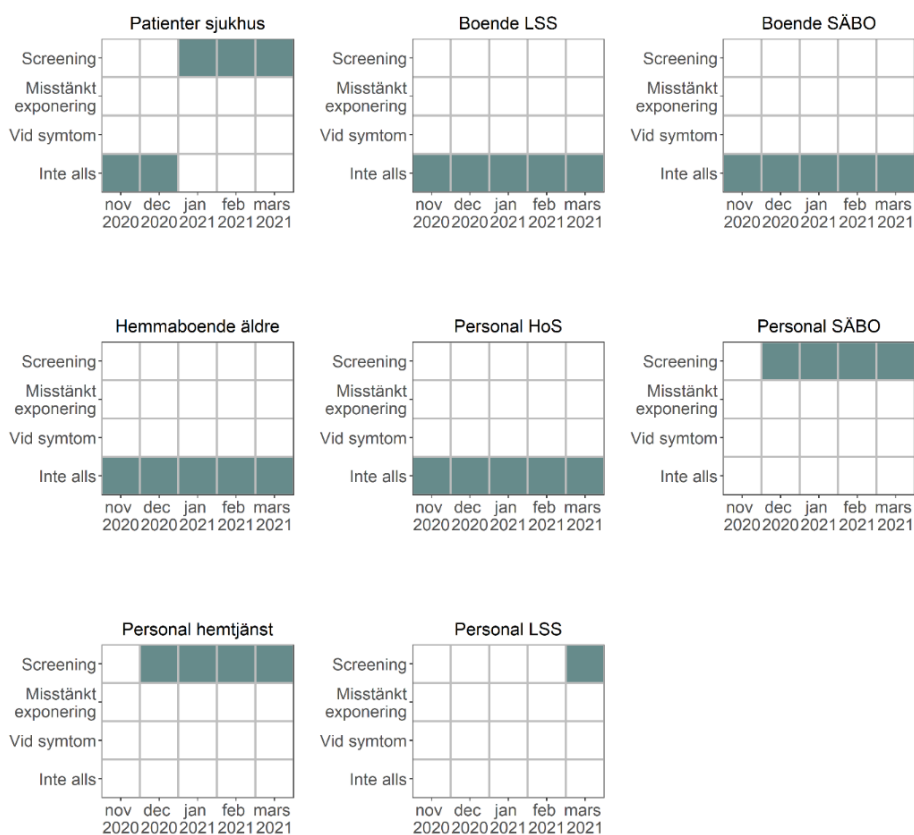 Patienter sjukhus
Screening
Misstänkt
exponering
Vid symtom
Inte alls
nov dec jan feb mars
2020 2020 2021 2021 2021
Boende LSS
Screening
Misstänkt
exponering
Vid symtom
Inte alls
nov dec jan feb mars
2020 2020 2021 2021 2021
Boende SÄBO
Screening
Misstänkt
exponering
Vid symtom
Inte alls
nov dec jan feb mars
2020 2020 2021 2021 2021
Hemmaboende äldre
Screening
Misstänkt
exponering
Vid symtom
Inte alls
nov dec jan feb mars
2020 2020 2021 2021 2021
Personal HoS
Screening
Misstänkt
exponering
Vid symtom
Inte alls
nov dec jan feb mars
2020 2020 2021 2021 2021
Personal SÄBO
Screening
Misstänkt
exponering
Vid symtom
Inte alls
nov dec jan feb mars
2020 2020 2021 2021 2021
Personal hemtjänst
Screening
Misstänkt
exponering
Vid symtom
Inte alls
nov dec jan feb mars
2020 2020 2021 2021 2021
Personal LSS
Screening
Misstänkt
exponering
Vid symtom
Inte alls
nov dec jan feb mars
2020 2020 2021 2021 2021